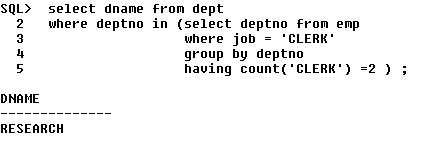 SQL>  select dname from dept
  2   where deptno in (select deptno from emp
  3                    where job = 'CLERK'
  4                    group by deptno
  5                    having count('CLERK') =2 ) ;

DNAME
--------------
RESEARCH